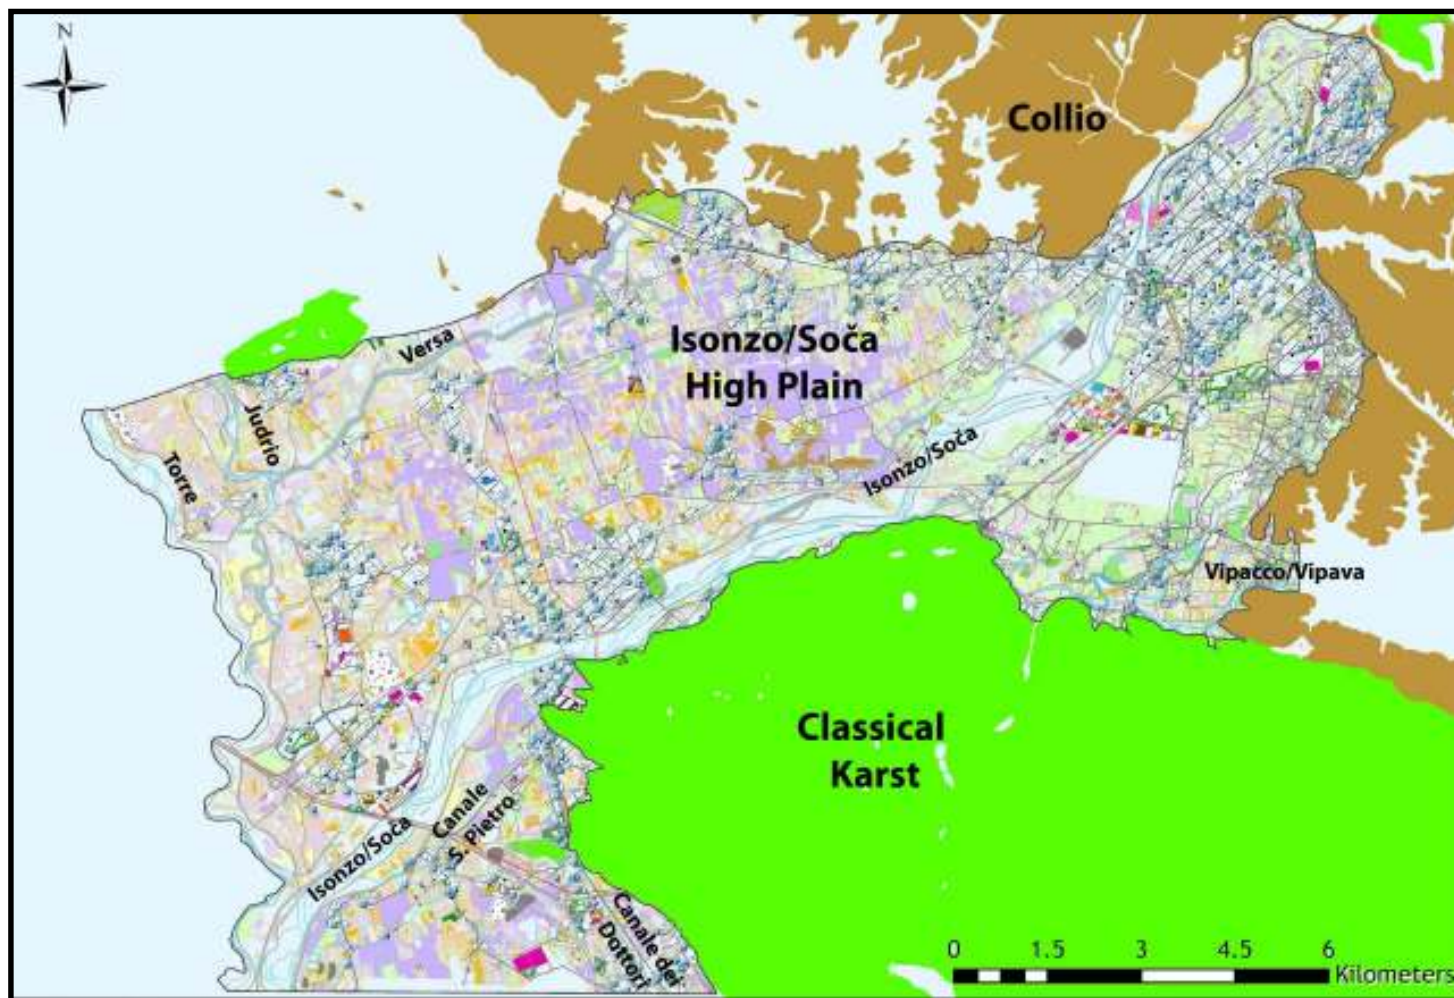 N
Collio
Isonzo/Soča
High Plain
Versa
Judrio
Torre
Isonzo/Soča
Vipacco/Vipava
Classical
Karst
Canale
S. Pietro
Isonzo/Soča
Canale dei
Dottori
0 1.5 3 4.5 6
Kilometers